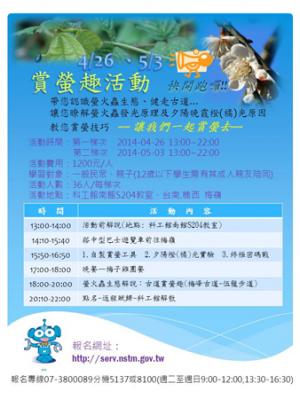 4/26、5/3
賞螢趣活動 快閃跑囉!!
帶您認識螢火蟲生態、健走古道...
讓您瞭解螢火蟲發光原理及夕陽晚霞橙(橘)光原因
教您賞螢技巧 — 讓我們一起賞螢去—
活動時間：第一梯次 2014-04-26 13:00~22:00
第二梯次 2014-05-03 13:00~22:00
活動費用：1200元/人
學習對象：一般民眾、親子(12歲以下學生需有其成人親友陪同)
活動人數：36人/每梯次
活動地點：科工館南館S204教室、台南.楠西 梅嶺
時 間 活 動 內 容
13:00-14:00 活動前解說(地點: 科工館南館S204教室)
14:10-15:40 搭中型巴士遊覽車前往梅嶺
15:50-16:50 1.自製賞螢工具 2.夕陽橙(橘)光實驗 3.終極密碼戰
17:00-18:00 晚宴—梅子雞團餐
18:00-20:00 螢火蟲生態解說：古道賞螢趣(梅峰古道-伍龍步道)
20:10-22:00 點名-返程歸歸-科工館解散
報名網址：
http://serv.nstm.gov.tw
報名專線07-3800089分機5137或8100(週二至週日9:00-12:00,13:30-16:30)